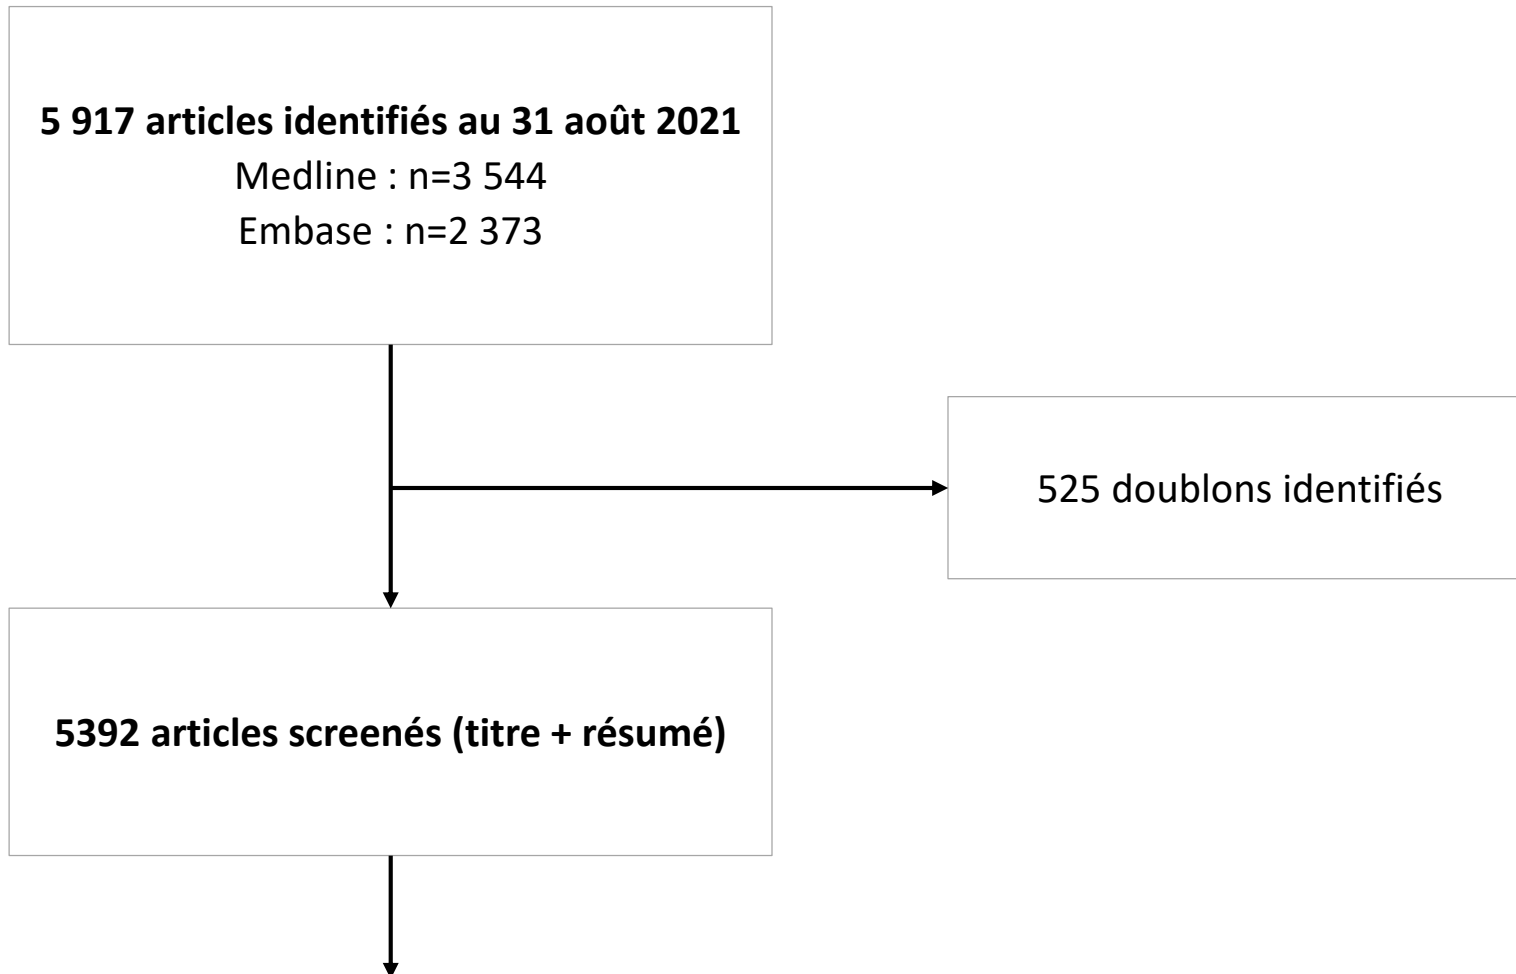 5 917 articles identifiés au 31 août 2021
Medline : n=3 544
Embase : n=2 373
525 doublons identifiés
5392 articles screenés (titre + résumé)